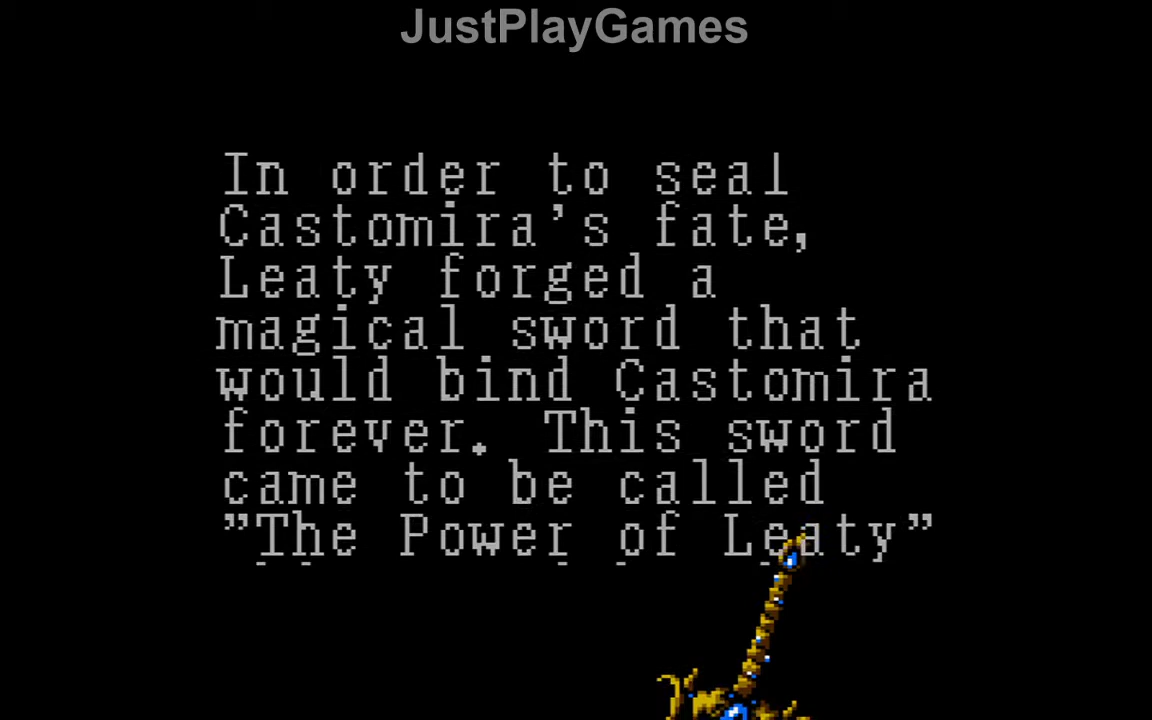 JustPlayGames
In order to seal
Castomira's fate,
Leaty forged a
magical sword that
would bind Castomira
forever. This sword
came to be called
"The Power of Leaty"